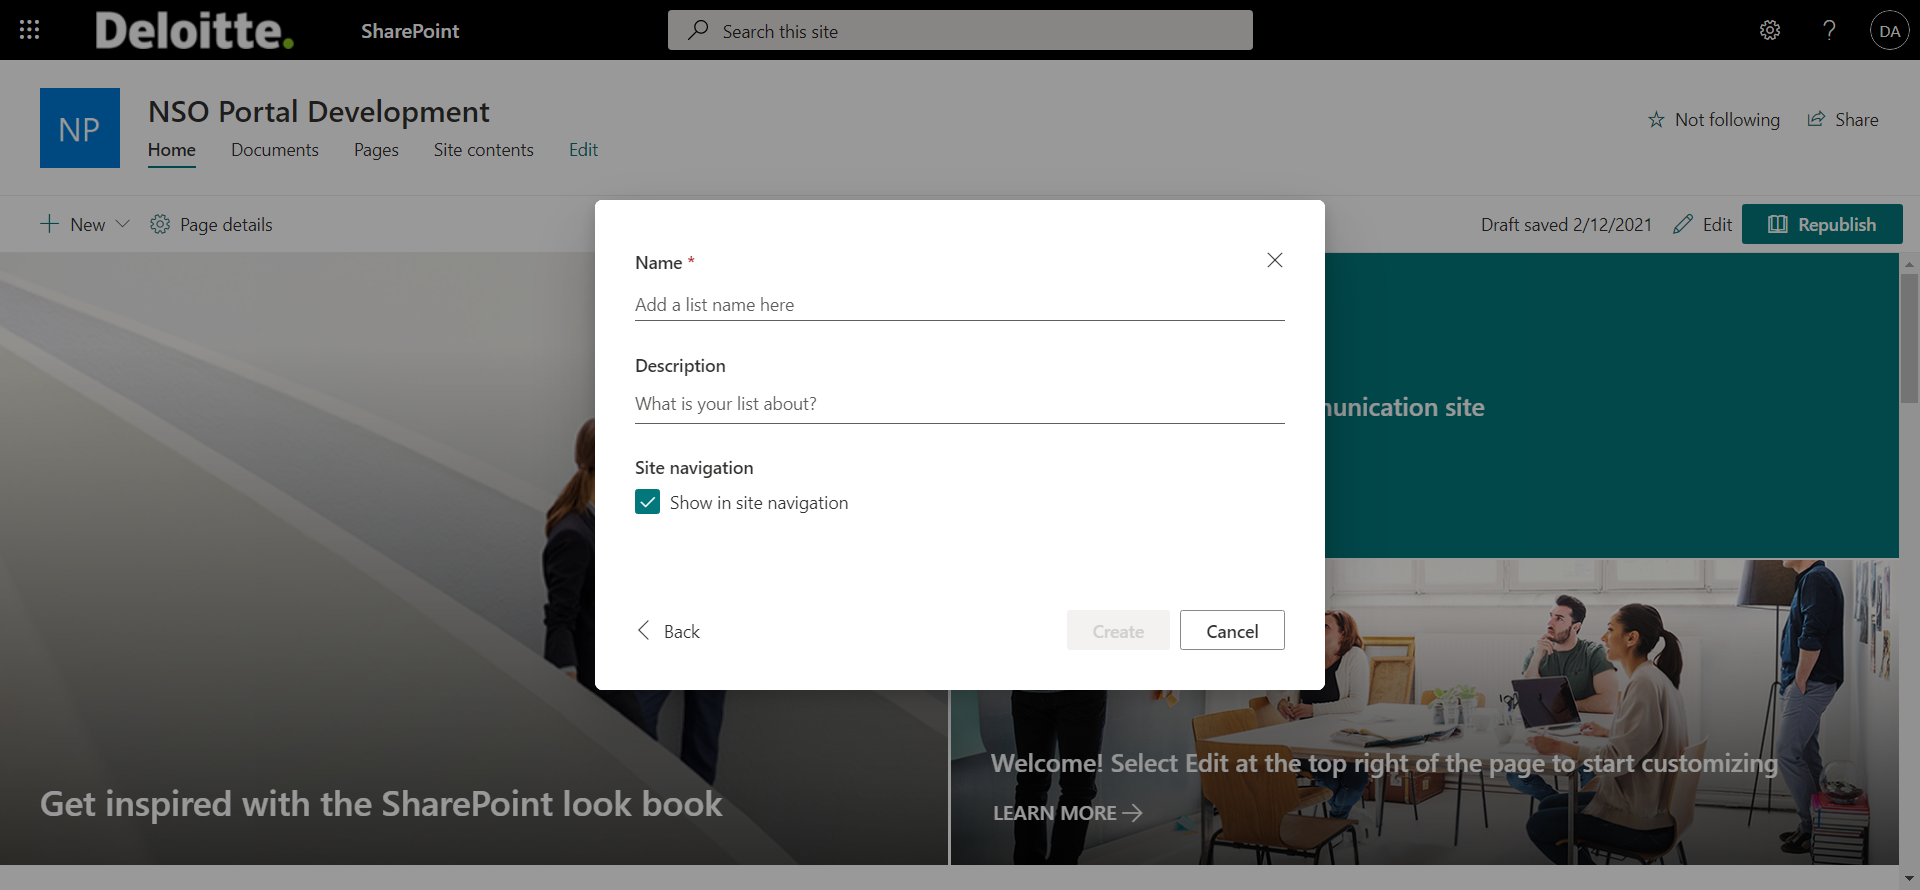 Deloitte.
SharePoint
Search this site
?
DA
NP
NSO Portal Development
Home Documents Pages Site contents Edit
Not following Share
New Page details
Draft saved 2/12/2021 Edit Republish
Name *
Add a list name here
Description
What is your list about?
Site navigation
Show in site navigation
Back Create Cancel
site
Get inspired with the SharePoint look book
Welcome! Select Edit at the top right of the page to start customizing
LEARN MORE